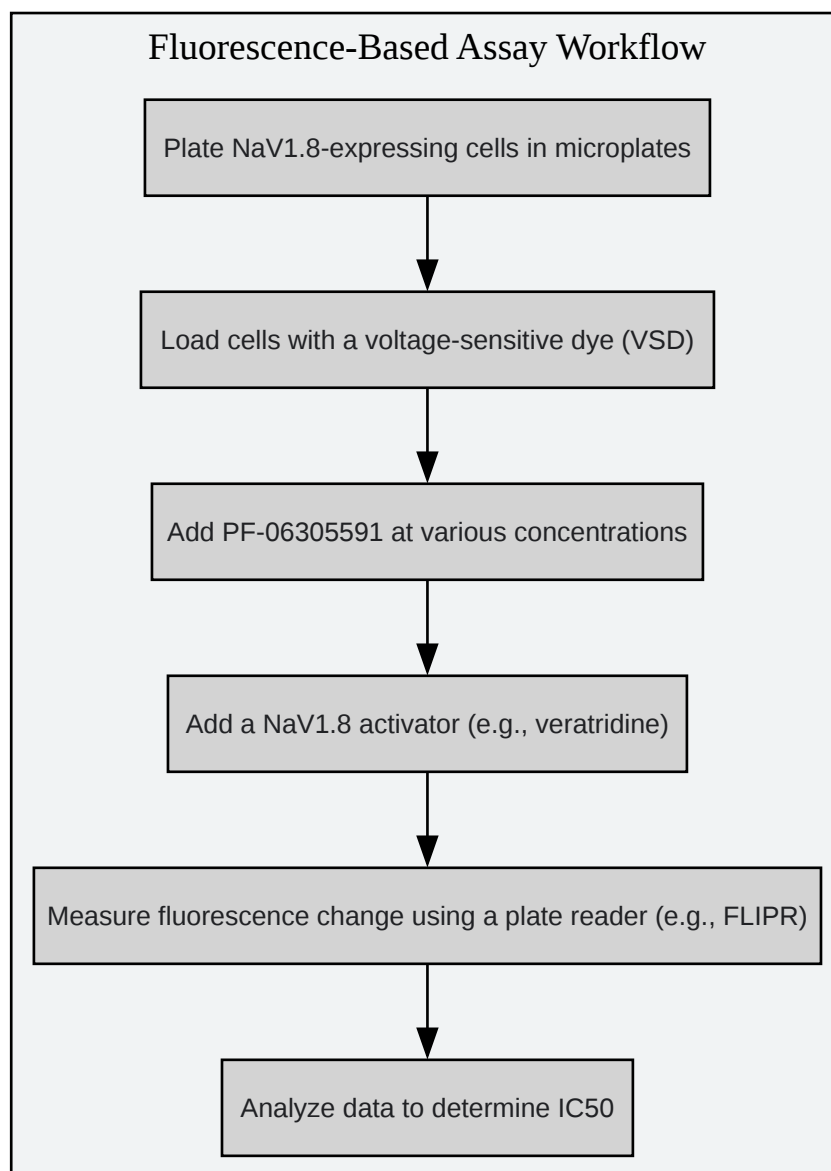 Fluorescence-Based Assay Workflow
Plate NaV1.8-expressing cells in microplates
Load cells with a voltage-sensitive dye (VSD)
Add PF-06305591 at various concentrations
Add a NaV1.8 activator (e.g., veratridine)
Measure fluorescence change using a plate reader (e.g., FLIPR)
Analyze data to determine IC50